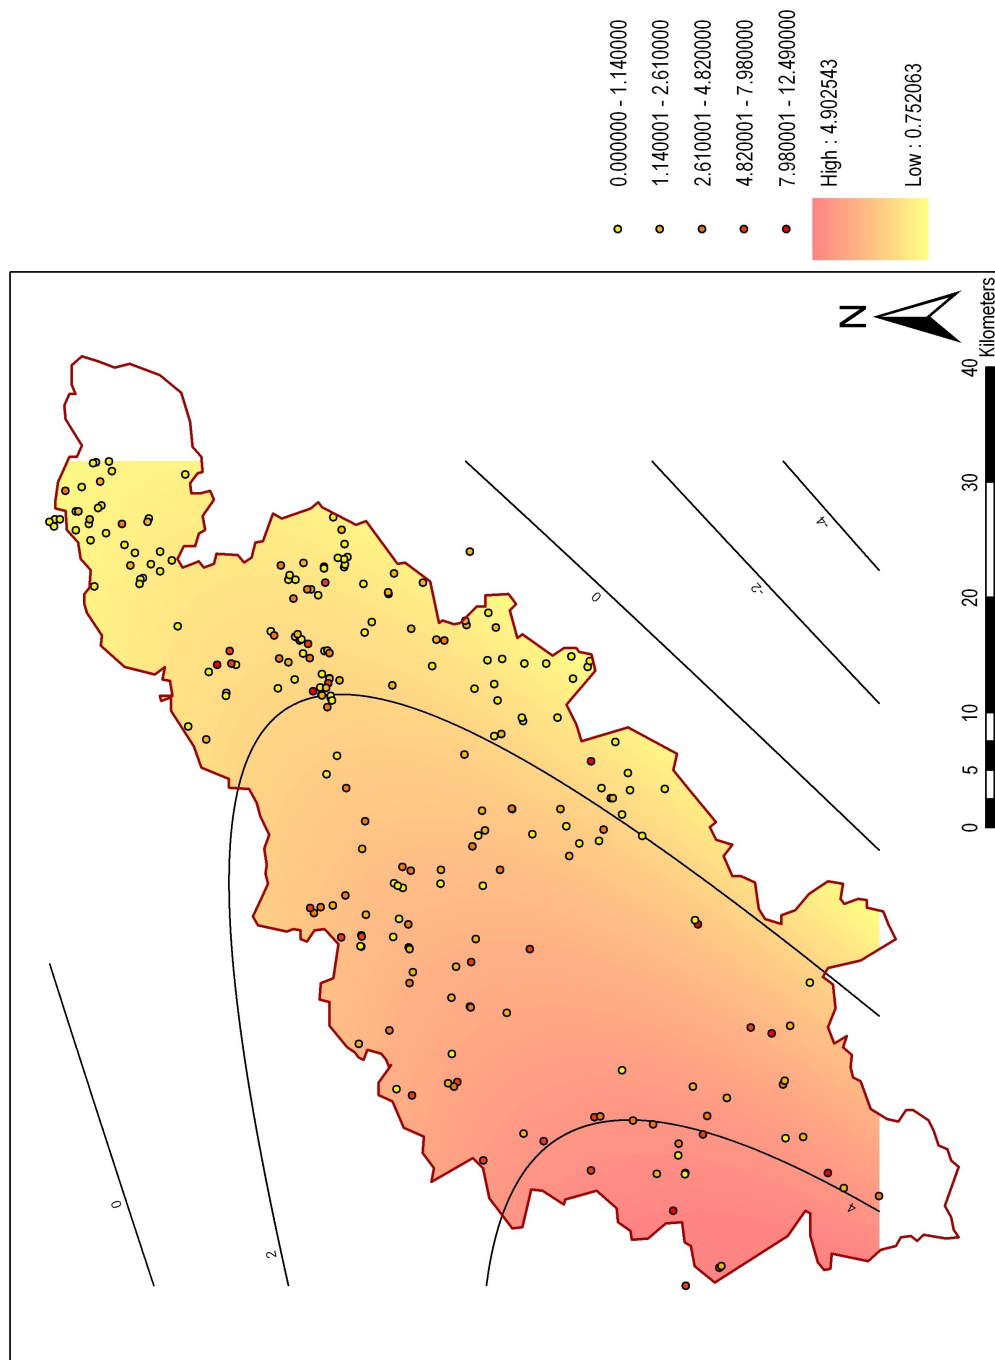 0.000000 - 1.140000
1.140001 - 2.610000
2.610001 - 4.820000
4.820001 - 7.980000
7.980001 - 12.490000
High : 4.902543
Low : 0.752063
N
0
2
4
0
-2
-4
0 5 10 20 30 40
Kilometers